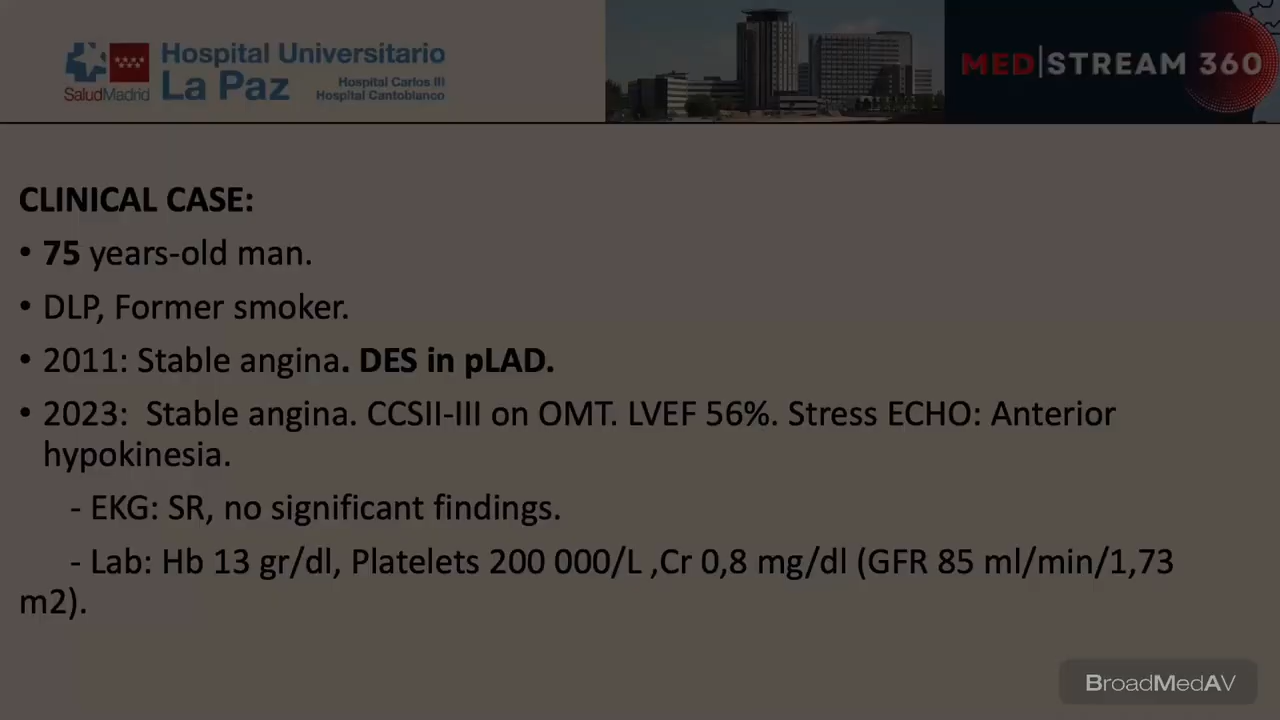 Hospital Universitario
La Paz
Hospital Carlos III
Hospital Cantoblanco
SaludMadrid
MED|STREAM 360
CLINICAL CASE:
• 75 years-old man.
• DLP, Former smoker.
• 2011: Stable angina. DES in pLAD.
• 2023: Stable angina. CCSII-III on OMT. LVEF 56%. Stress ECHO: Anterior
hypokinesia.
- EKG: SR, no significant findings.
- Lab: Hb 13 gr/dl, Platelets 200 000/L ,Cr 0,8 mg/dl (GFR 85 ml/min/1,73
m2).
BroadMedAV